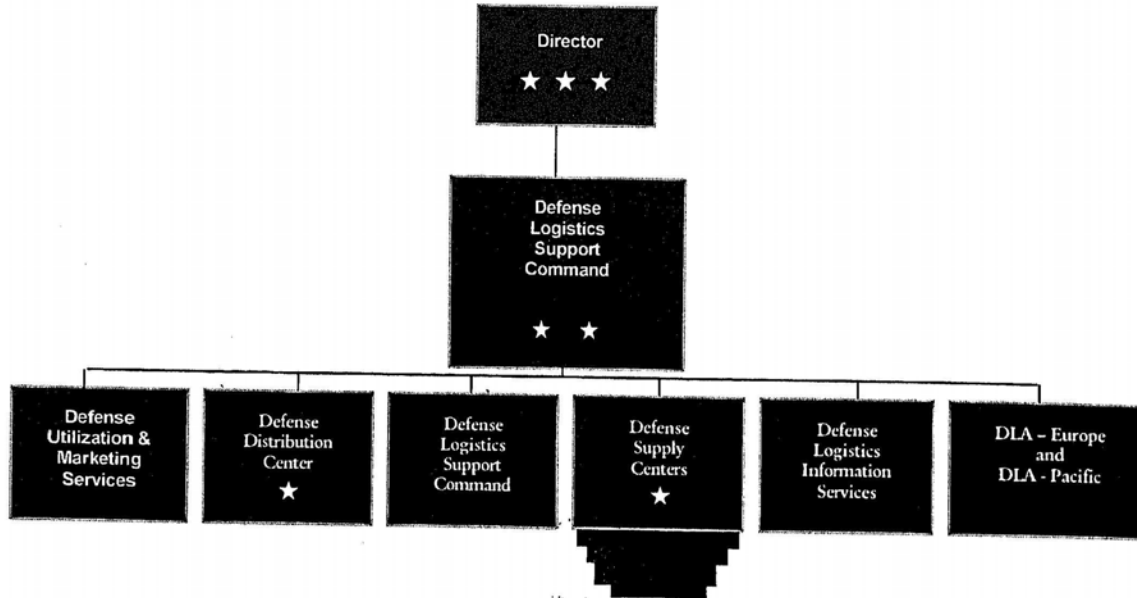 Director
★ ★ ★
Defense
Logistics
Support
Command
★ ★
Defense
Utilization &
Marketing
Services
Defense
Distribution
Center
★
Defense
Logistics
Support
Command
Defense
Supply
Centers
★
Defense
Logistics
Information
Services
DLA – Europe
and
DLA - Pacific